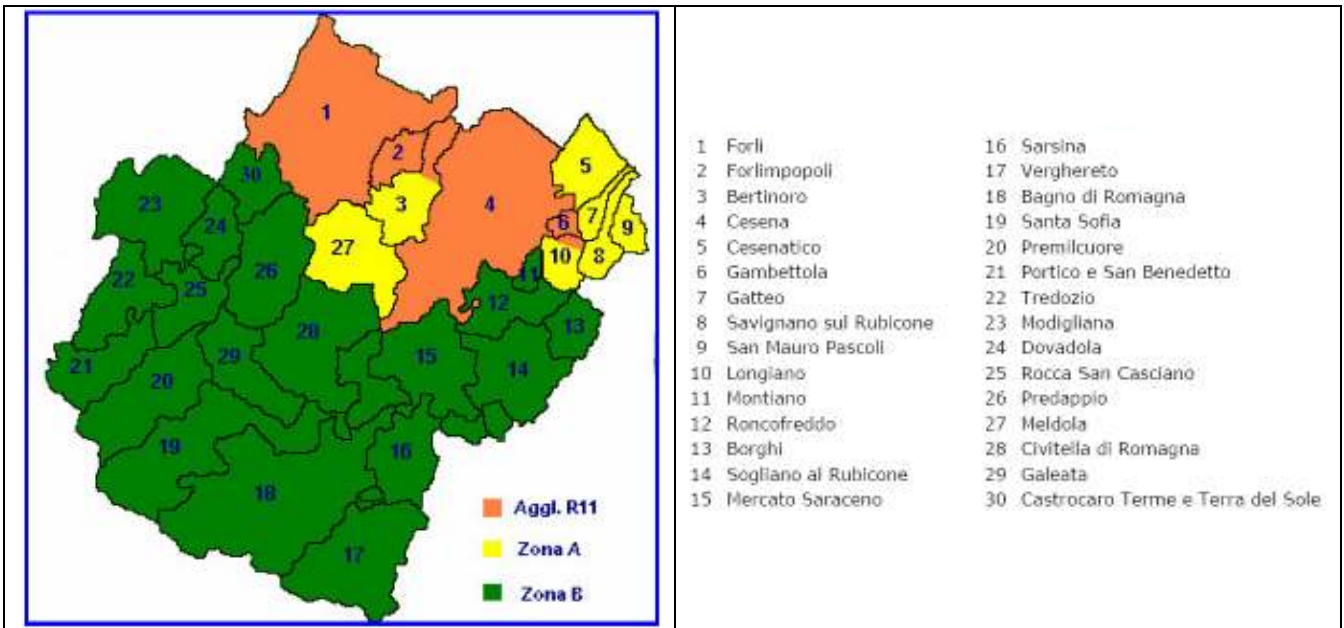 1
2
30
5
23
3
4
24
6
7
9
27
10
8
22
26
11
25
12
28
13
21
29
15
20
14
19
16
18
17
Aggl. R11
Zona A
Zona B
1 Forlì
2 Forlimpopoli
3 Bertinoro
4 Cesena
5 Cesenatico
6 Gambettola
7 Gatteo
8 Savignano sul Rubicone
9 San Mauro Pascoli
10 Longiano
11 Montiano
12 Roncofreddo
13 Borghi
14 Sogliano al Rubicone
15 Mercato Saraceno
16 Sarsina
17 Verghereto
18 Bagno di Romagna
19 Santa Sofia
20 Premilcuore
21 Portico e San Benedetto
22 Tredozio
23 Modigliana
24 Dovadola
25 Rocca San Casciano
26 Predappio
27 Meldola
28 Civitella di Romagna
29 Galeata
30 Castrocaro Terme e Terra del Sole